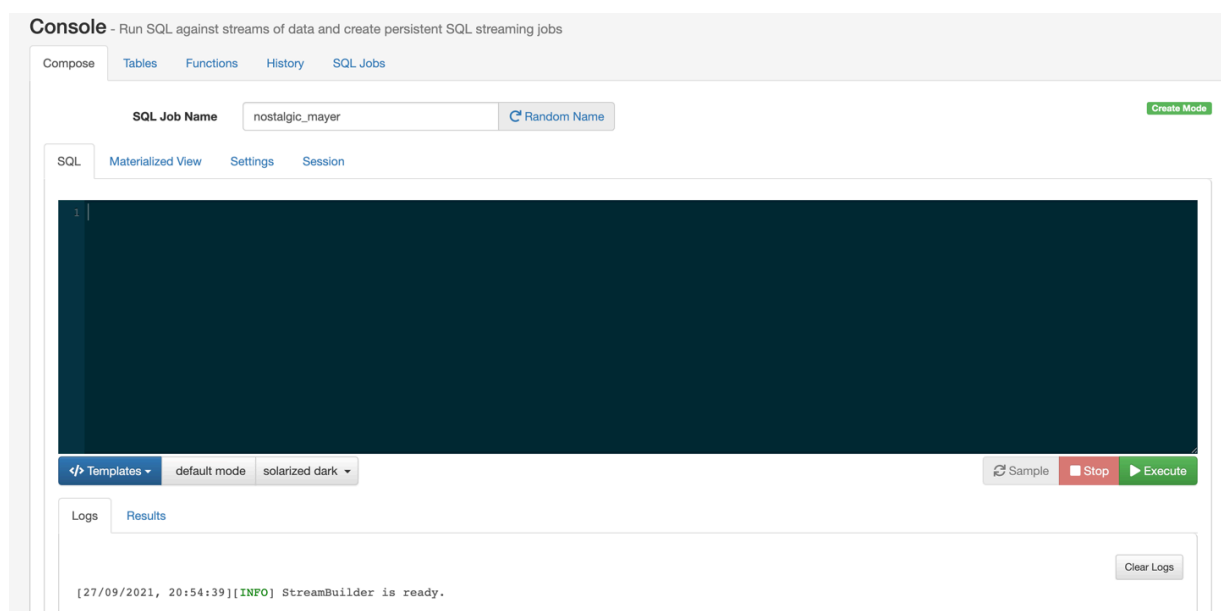 Console - Run SQL against streams of data and create persistent SQL streaming jobs
Compose Tables Functions History SQL Jobs
SQL Job Name nostalgic_mayer Random Name Create Mode
SQL Materialized View Settings Session
1
</> Templates default mode solarized dark Sample Stop Execute
Logs Results
Clear Logs
[27/09/2021, 20:54:39][INFO] StreamBuilder is ready.